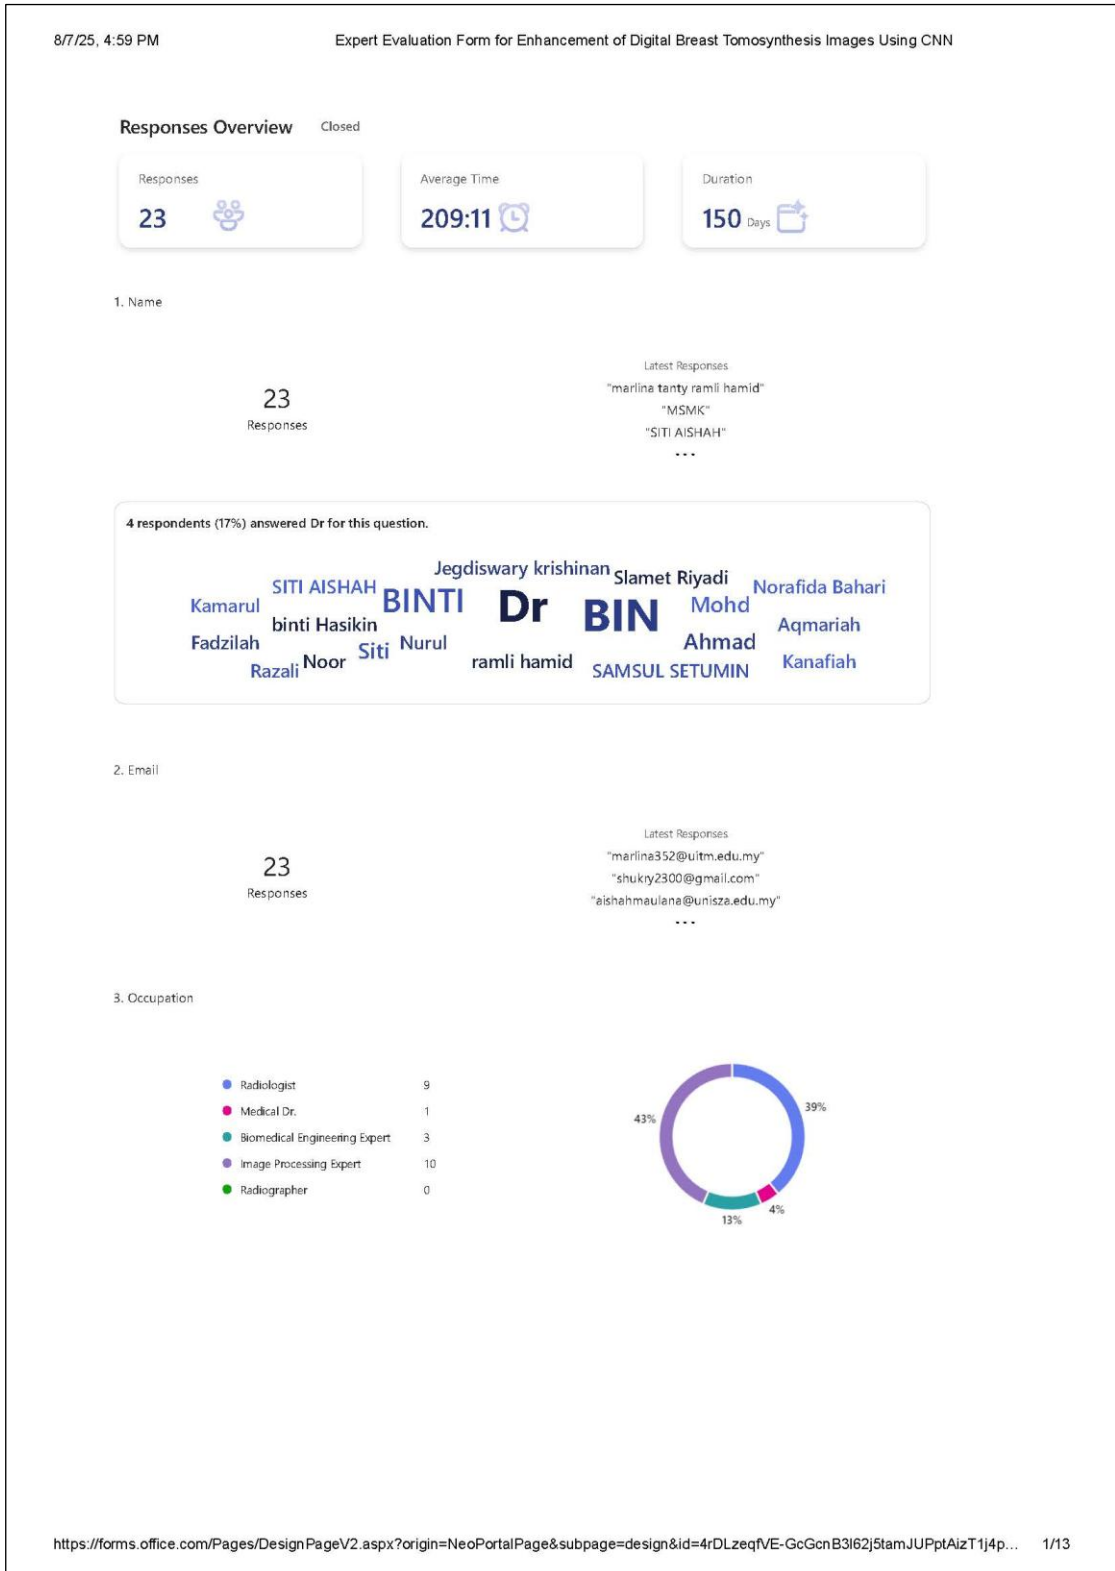 8/7/25, 4:59 PM Expert Evaluation Form for Enhancement of Digital Breast Tomosynthesis Images Using CNN
Responses Overview Closed
Responses Average Time Duration
23 209:11 150 Days
1. Name
Latest Responses
"marlina tanty ramli hamid"
23
Responses
"MSMK"
"SITI AISHAH"
...
4 respondents (17%) answered Dr for this question.
Jegdiswary krishinan Slamet Riyadi
SITI AISHAH BINTI Dr BIN Mohd Norafida Bahari
Kamarul binti Hasikin Aqmariah
Fadzilah Siti Nurul Ahmad
Razali Noor ramli hamid SAMSUL SETUMIN Kanafiah
2. Email
Latest Responses
"marlina352@uitm.edu.my"
23
Responses
"shukry2300@gmail.com"
"aishahmaulana@unisza.edu.my"
...
3. Occupation
Radiologist 9
Medical Dr. 1
Biomedical Engineering Expert 3
Image Processing Expert 10
Radiographer 0
39%
43%
4%
13%
https://forms.office.com/Pages/DesignPageV2.aspx?origin=NeoPortalPage&subpage=design&id=4rDLzeqfVE-GcGcnB3l62j5tamJUPptAizT1j4p... 1/13